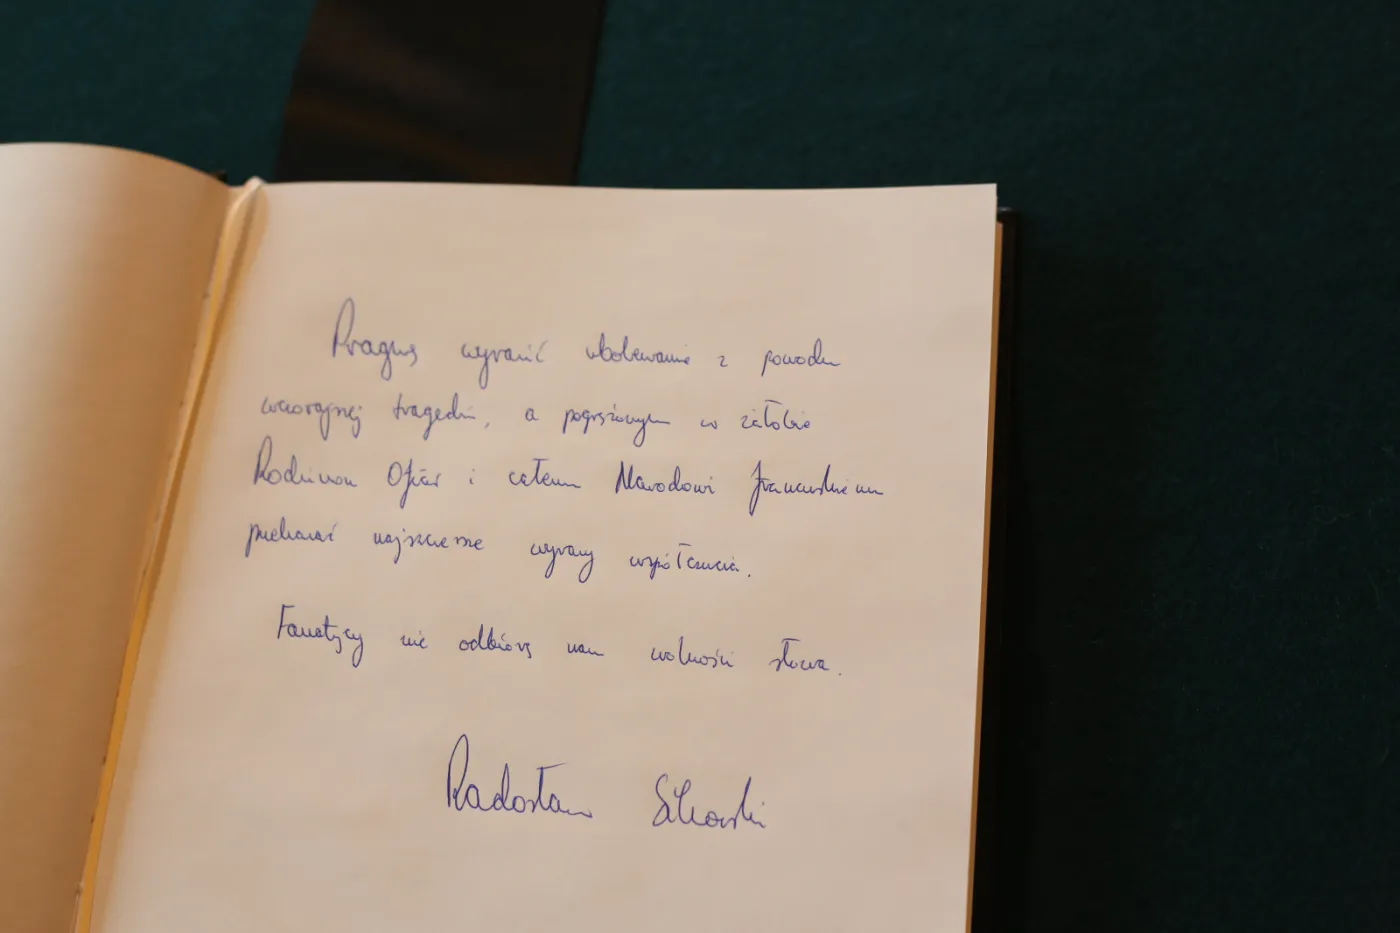 Pragnę wyrazić ubolewanie z powodu
wczorajszej tragedii, a pogrążonym w żałobie
Rodzinom Ofiar i całemu Narodowi francuskiemu
przekazać najszczersze wyrazy współczucia.
Fanatycy nie odbiorą nam wolności słowa.
Radosław Sikorski